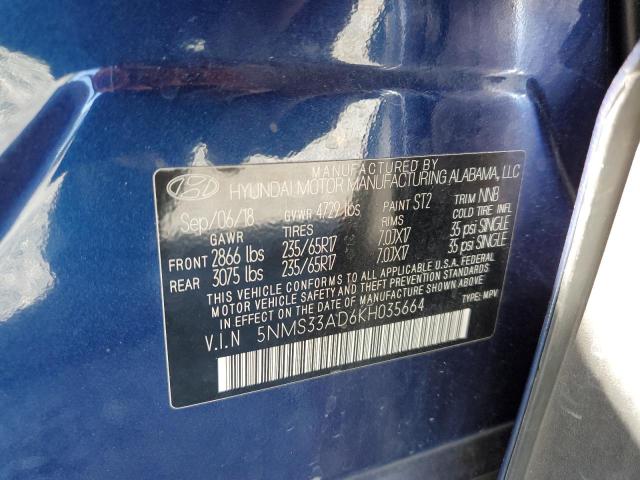 MANUFACTURED BY
HYUNDAI MOTOR MANUFACTURING ALABAMA, LLC
Sep/06/18 GVWR 4729 lbs PAINT ST2 TRIM NNB
GAWR TIRES RIMS COLD TIRE INFL
FRONT 2866 lbs 235/65R17 7.0JX17 35 psi SINGLE
REAR 3075 lbs 235/65R17 7.0JX17 35 psi SINGLE
THIS VEHICLE CONFORMS TO ALL APPLICABLE U.S.A. FEDERAL
MOTOR VEHICLE SAFETY AND THEFT PREVENTION STANDARDS
IN EFFECT ON THE DATE OF MANUFACTURE SHOWN ABOVE.
V.I.N 5NMS33AD6KH035664 TYPE: MPV